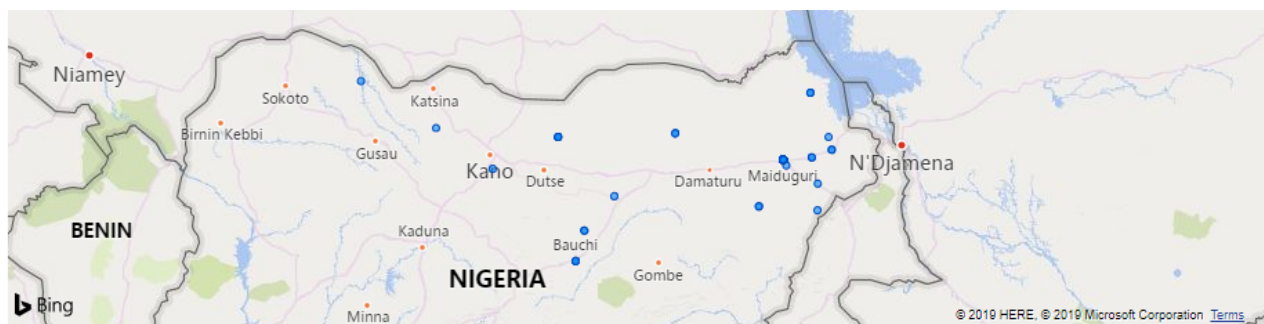 Niamey
Sokoto
Katsina
Birnin Kebbi
Gusau
Kano
Dutse
Damaturu
Maiduguri
N'Djamena
BENIN
Kaduna
Bauchi
Gombe
NIGERIA
Minna
Bing
© 2019 HERE, © 2019 Microsoft Corporation Terms